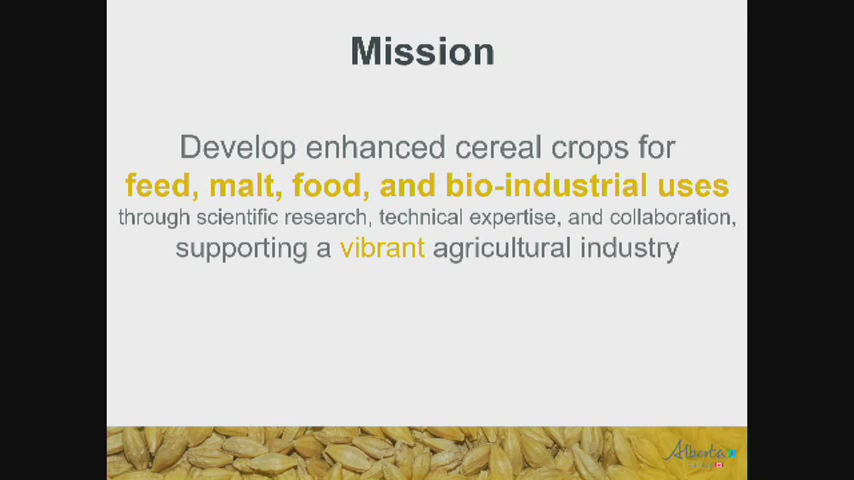 Mission
Develop enhanced cereal crops for
feed, malt, food, and bio-industrial uses
through scientific research, technical expertise, and collaboration,
supporting a vibrant agricultural industry
Alberta